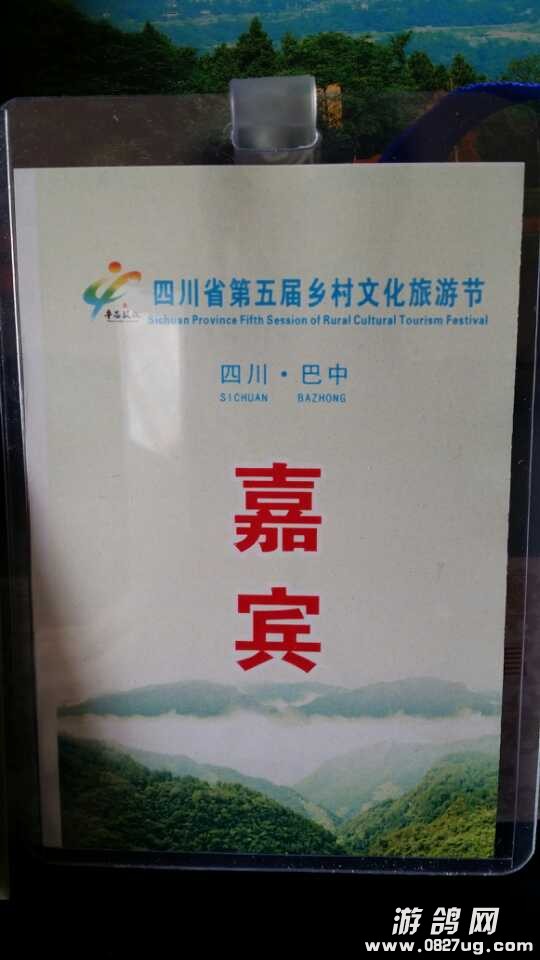 四川省第五届乡村文化旅游节
Sichuan Province Fifth Session of Rural Cultural Tourism Festival
四川·巴中
SICHUAN BAZHONG
嘉
宾
游鸽网
www.0827ug.com